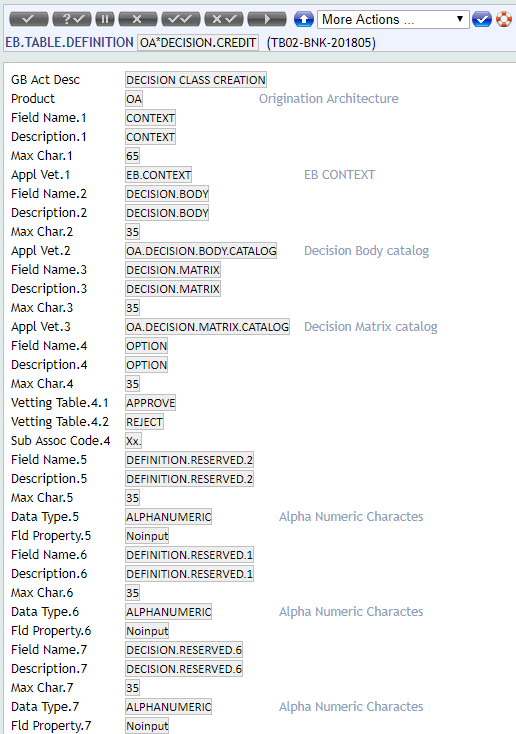 More Actions ...
EB.TABLE.DEFINITION OA*DECISION.CREDIT (TB02-BNK-201805)
GB Act Desc DECISION CLASS CREATION
Product OA Origination Architecture
Field Name.1 CONTEXT
Description.1 CONTEXT
Max Char.1 65
Appl Vet.1 EB.CONTEXT EB CONTEXT
Field Name.2 DECISION.BODY
Description.2 DECISION.BODY
Max Char.2 35
Appl Vet.2 OA.DECISION.BODY.CATALOG Decision Body catalog
Field Name.3 DECISION.MATRIX
Description.3 DECISION.MATRIX
Max Char.3 35
Appl Vet.3 OA.DECISION.MATRIX.CATALOG Decision Matrix catalog
Field Name.4 OPTION
Description.4 OPTION
Max Char.4 35
Vetting Table.4.1 APPROVE
Vetting Table.4.2 REJECT
Sub Assoc Code.4 Xx.
Field Name.5 DEFINITION.RESERVED.2
Description.5 DEFINITION.RESERVED.2
Max Char.5 35
Data Type.5 ALPHANUMERIC Alpha Numeric Charactes
Fld Property.5 Noinput
Field Name.6 DEFINITION.RESERVED.1
Description.6 DEFINITION.RESERVED.1
Max Char.6 35
Data Type.6 ALPHANUMERIC Alpha Numeric Charactes
Fld Property.6 Noinput
Field Name.7 DECISION.RESERVED.6
Description.7 DECISION.RESERVED.6
Max Char.7 35
Data Type.7 ALPHANUMERIC Alpha Numeric Charactes
Fld Property.7 Noinput